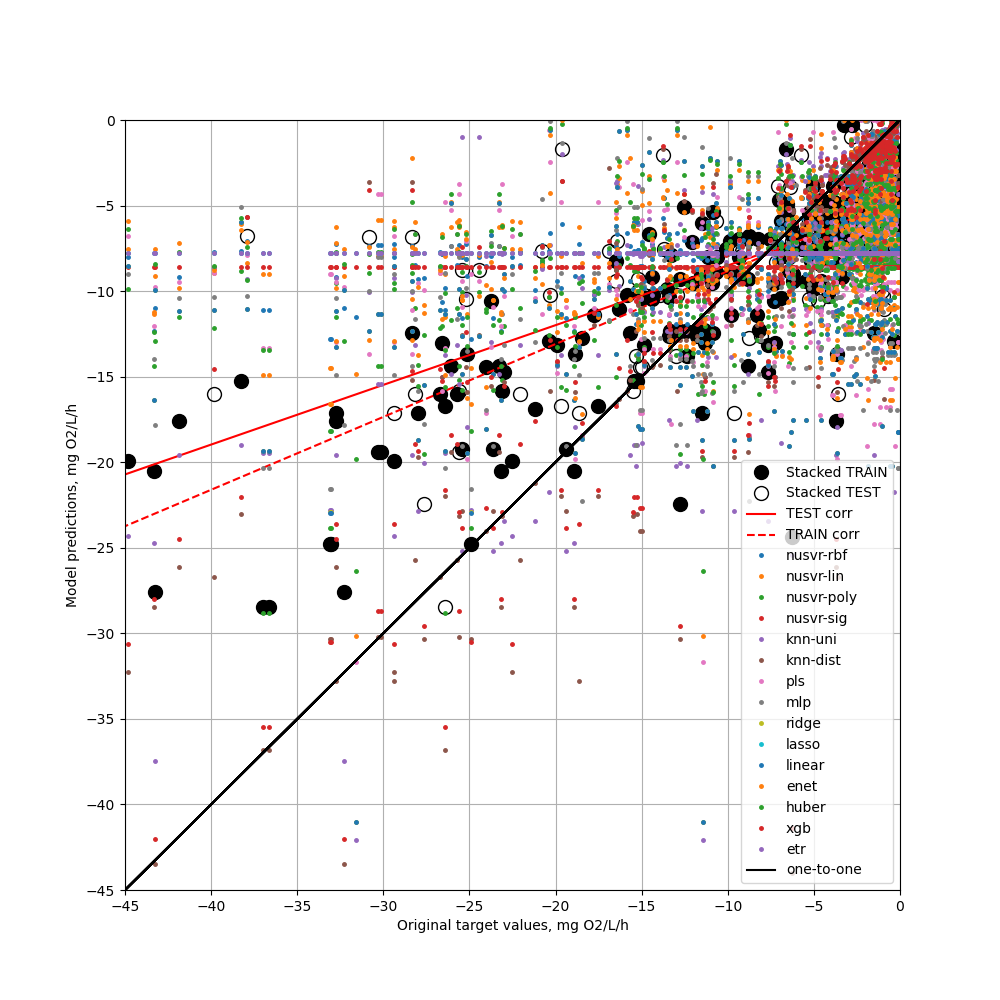 0
−5
−10
−15
−20
−25
−30
−35
−40
−45
Model predictions, mg O2/L/h
Stacked TRAIN
Stacked TEST
TEST corr
TRAIN corr
nusvr-rbf
nusvr-lin
nusvr-poly
nusvr-sig
knn-uni
knn-dist
pls
mlp
ridge
lasso
linear
enet
huber
xgb
etr
one-to-one
−45 −40 −35 −30 −25 −20 −15 −10 −5 0
Original target values, mg O2/L/h